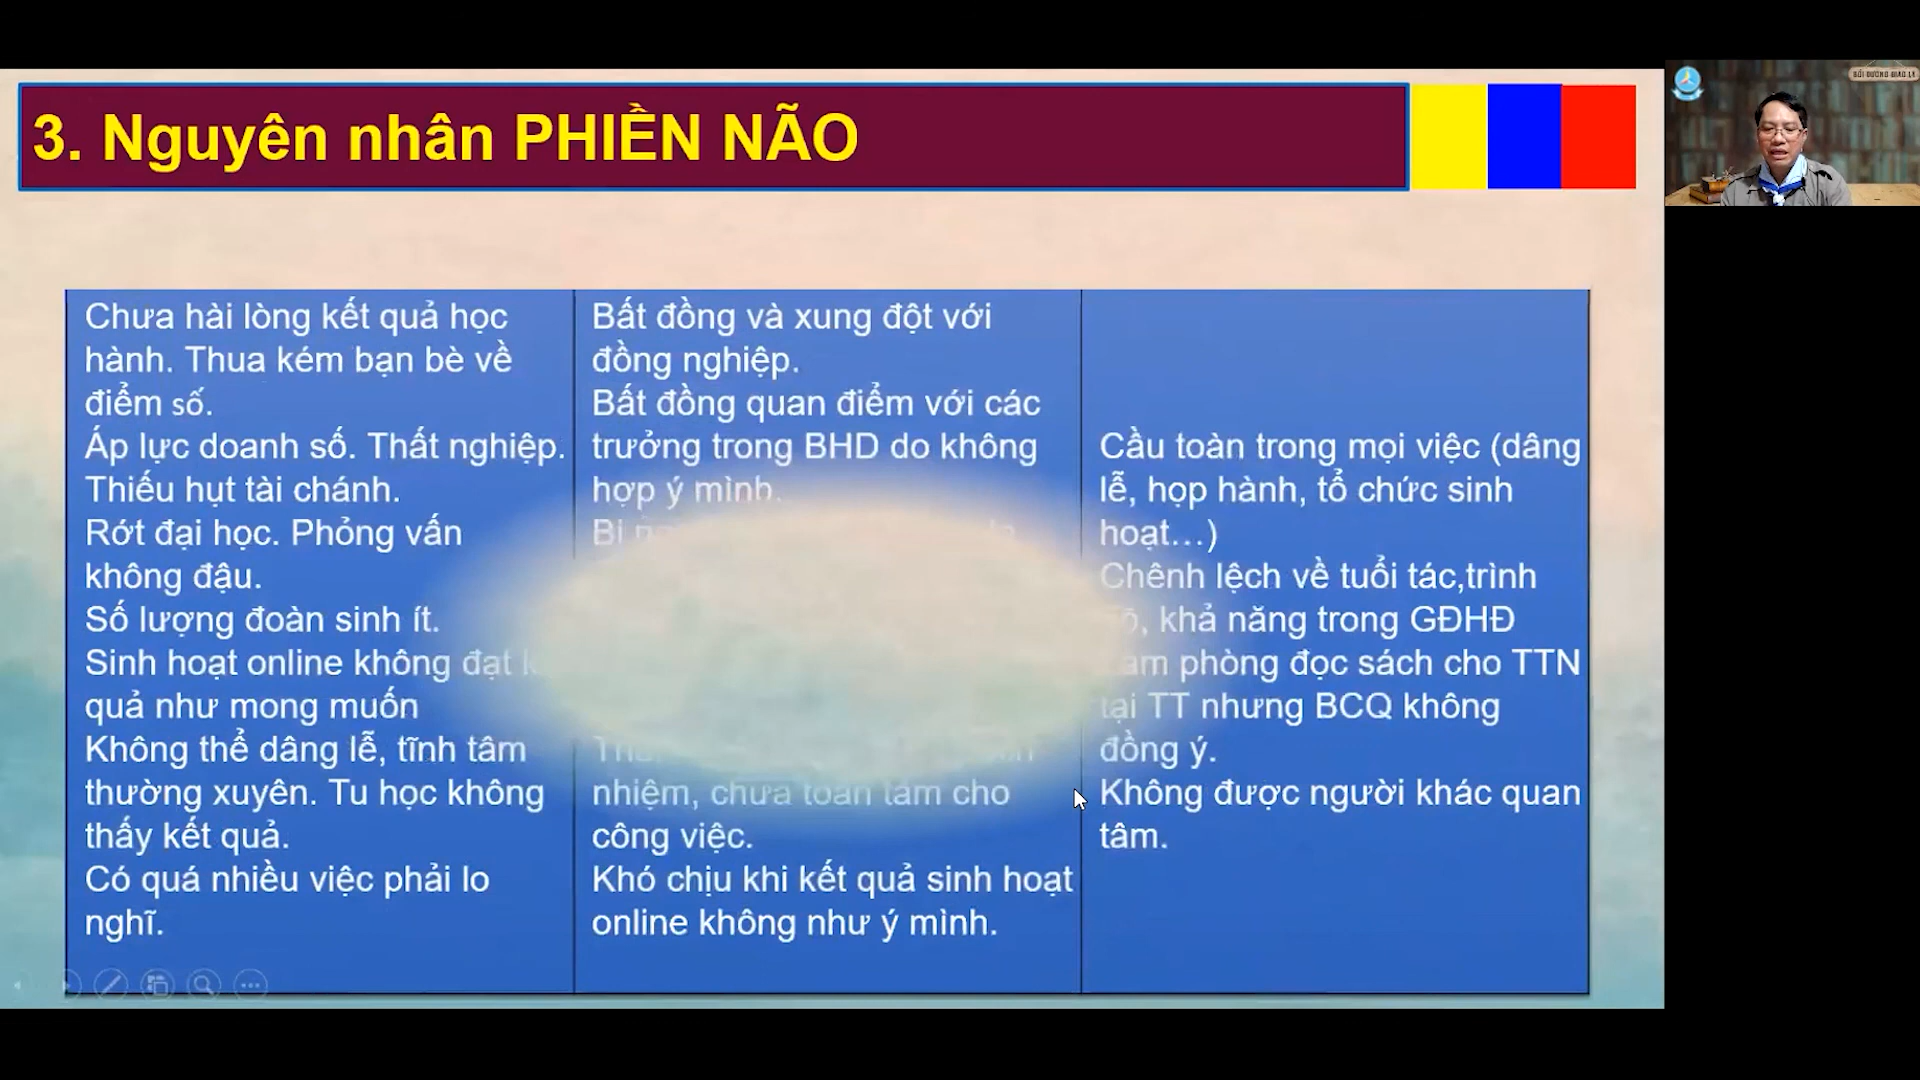 3. Nguyên nhân PHIỀN NÃO
BỒI DƯỠNG GIÁO LÝ
Chưa hài lòng kết quả học
hành. Thua kém bạn bè về
điểm số.
Áp lực doanh số. Thất nghiệp.
Thiếu hụt tài chánh.
Rớt đại học. Phỏng vấn
không đậu.
Số lượng đoàn sinh ít.
Sinh hoạt online không đạt
quả như mong muốn
Không thể dâng lễ, tĩnh tâm
thường xuyên. Tu học không
thấy kết quả.
Có quá nhiều việc phải lo
nghĩ.
Bất đồng và xung đột với
đồng nghiệp.
Bất đồng quan điểm với các
trưởng trong BHD do không
hợp ý mình.
Bị
nhiệm, chưa toàn tâm cho
công việc.
Khó chịu khi kết quả sinh hoạt
online không như ý mình.
Cầu toàn trong mọi việc (dâng
lễ, họp hành, tổ chức sinh
hoạt...)
Chênh lệch về tuổi tác,trình
khả năng trong GĐHĐ
phòng đọc sách cho TTN
tại TT nhưng BCQ không
đồng ý.
Không được người khác quan
tâm.